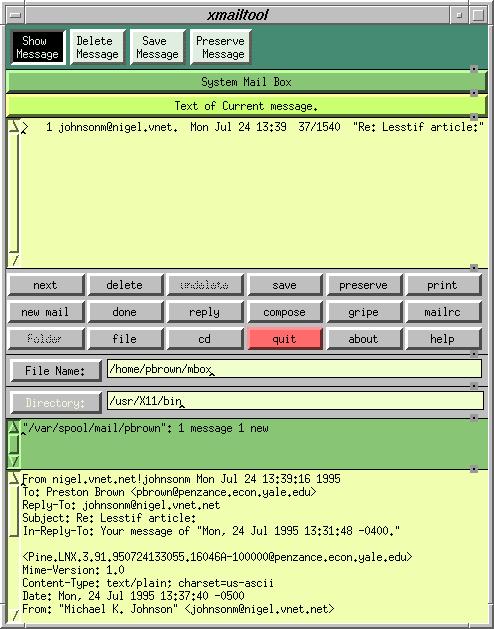 xmailtool
Show Message
Delete Message
Save Message
Preserve Message
System Mail Box
Text of Current message.
> 1 johnsonm@nigel.vnet. Mon Jul 24 13:39 37/1540 "Re: Lesstif article:"
next delete undelete save preserve print
new mail done reply compose gripe mailrc
Folder file cd quit about help
File Name: /home/pbrown/mbox
Directory: /usr/X11/bin
"/var/spool/mail/pbrown": 1 message 1 new
From nigel.vnet.net!johnsonm Mon Jul 24 13:39:16 1995
To: Preston Brown <pbrown@penzance.econ.yale.edu>
Reply-To: johnsonm@nigel.vnet.net
Subject: Re: Lesstif article:
In-Reply-To: Your message of "Mon, 24 Jul 1995 13:31:48 -0400."
<Pine.LNX.3.91.950724133055.16046A-100000@penzance.econ.yale.edu>
Mime-Version: 1.0
Content-Type: text/plain; charset=us-ascii
Date: Mon, 24 Jul 1995 13:37:40 -0500
From: "Michael K. Johnson" <johnsonm@nigel.vnet.net>